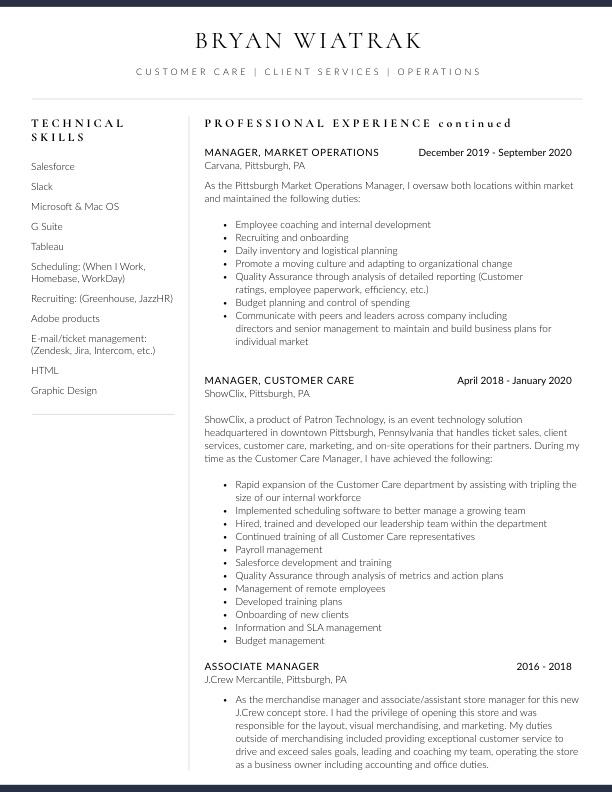 BRYAN WIATRAK
CUSTOMER CARE | CLIENT SERVICES | OPERATIONS
TECHNICAL
SKILLS
Salesforce
Slack
Microsoft & Mac OS
G Suite
Tableau
Scheduling: (When I Work,
Homebase, WorkDay)
Recruiting: (Greenhouse, JazzHR)
Adobe products
E-mail/ticket management:
(Zendesk, Jira, Intercom, etc.)
HTML
Graphic Design
PROFESSIONAL EXPERIENCE continued
MANAGER, MARKET OPERATIONS December 2019 - September 2020
Carvana, Pittsburgh, PA
As the Pittsburgh Market Operations Manager, I oversaw both locations within market
and maintained the following duties:
• Employee coaching and internal development
• Recruiting and onboarding
• Daily inventory and logistical planning
• Promote a moving culture and adapting to organizational change
• Quality Assurance through analysis of detailed reporting (Customer
ratings, employee paperwork, efficiency, etc.)
• Budget planning and control of spending
• Communicate with peers and leaders across company including
directors and senior management to maintain and build business plans for
individual market
MANAGER, CUSTOMER CARE April 2018 - January 2020
ShowClix, Pittsburgh, PA
ShowClix, a product of Patron Technology, is an event technology solution
headquartered in downtown Pittsburgh, Pennsylvania that handles ticket sales, client
services, customer care, marketing, and on-site operations for their partners. During my
time as the Customer Care Manager, I have achieved the following:
• Rapid expansion of the Customer Care department by assisting with tripling the
size of our internal workforce
• Implemented scheduling software to better manage a growing team
• Hired, trained and developed our leadership team within the department
• Continued training of all Customer Care representatives
• Payroll management
• Salesforce development and training
• Quality Assurance through analysis of metrics and action plans
• Management of remote employees
• Developed training plans
• Onboarding of new clients
• Information and SLA management
• Budget management
ASSOCIATE MANAGER 2016 - 2018
J.Crew Mercantile, Pittsburgh, PA
• As the merchandise manager and associate/assistant store manager for this new
J.Crew concept store. I had the privilege of opening this store and was
responsible for the layout, visual merchandising, and marketing. My duties
outside of merchandising included providing exceptional customer service to
drive and exceed sales goals, leading and coaching my team, operating the store
as a business owner including accounting and office duties.